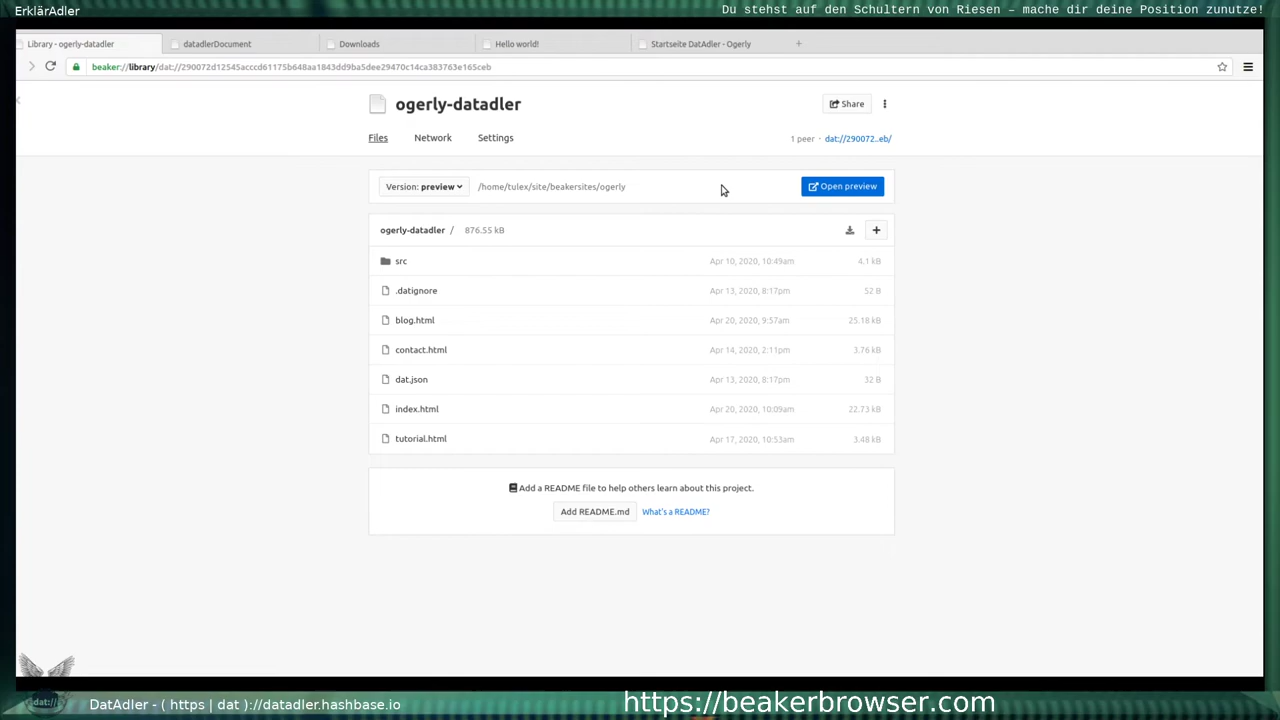 ErklärAdler
Du stehst auf den Schultern von Riesen – mache dir deine Position zunutze!
Library - ogerly-datadler
datadlerDocument
Downloads
Hello world!
Startseite DatAdler - Ogerly
beaker://library/dat://290072d12545acccd61175b648aa1843dd9ba5dee29470c14ca383763e165ceb
ogerly-datadler
Share
Files Network Settings
1 peer · dat://290072..eb/
Version: preview /home/tulex/site/beakersites/ogerly Open preview
ogerly-datadler / 876.55 kB
src Apr 10, 2020, 10:49am 4.1 kB
.datignore Apr 13, 2020, 8:17pm 52 B
blog.html Apr 20, 2020, 9:57am 25.18 kB
contact.html Apr 14, 2020, 2:11pm 3.76 kB
dat.json Apr 13, 2020, 8:17pm 32 B
index.html Apr 20, 2020, 10:09am 22.73 kB
tutorial.html Apr 17, 2020, 10:53am 3.48 kB
Add a README file to help others learn about this project.
Add README.md What's a README?
dat://
DatAdler - ( https | dat )://datadler.hashbase.io
https://beakerbrowser.com